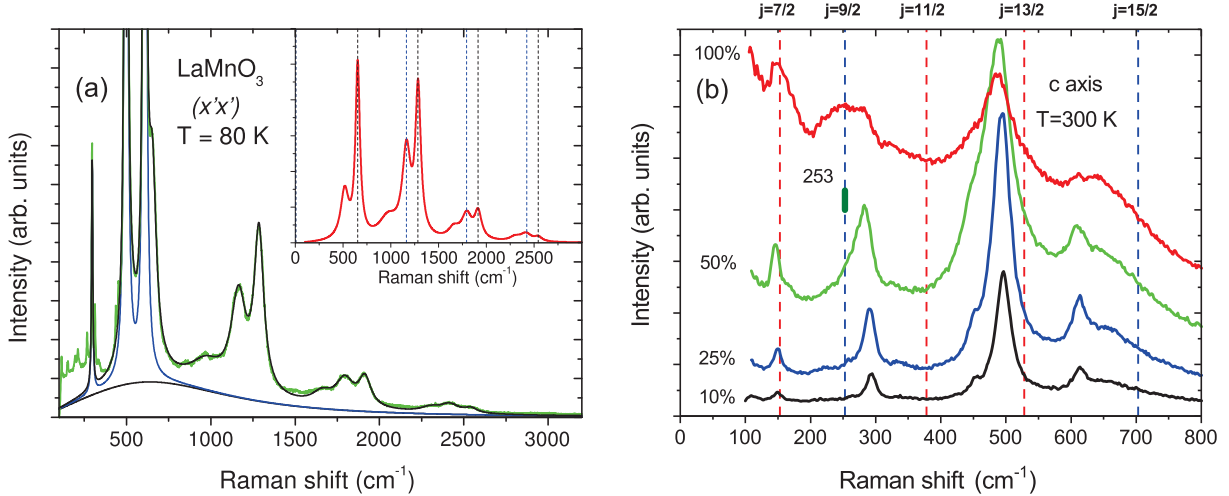 (a)
LaMnO3
(x'x')
T = 80 K
Intensity (arb. units)
500 1000 1500 2000 2500 3000
Raman shift (cm-1)
0 500 1000 1500 2000 2500
Raman shift (cm-1)
j=7/2 j=9/2 j=11/2 j=13/2 j=15/2
(b)
c axis
T=300 K
100%
253
50%
25%
10%
Intensity (arb. units)
0 100 200 300 400 500 600 700 800
Raman shift (cm-1)